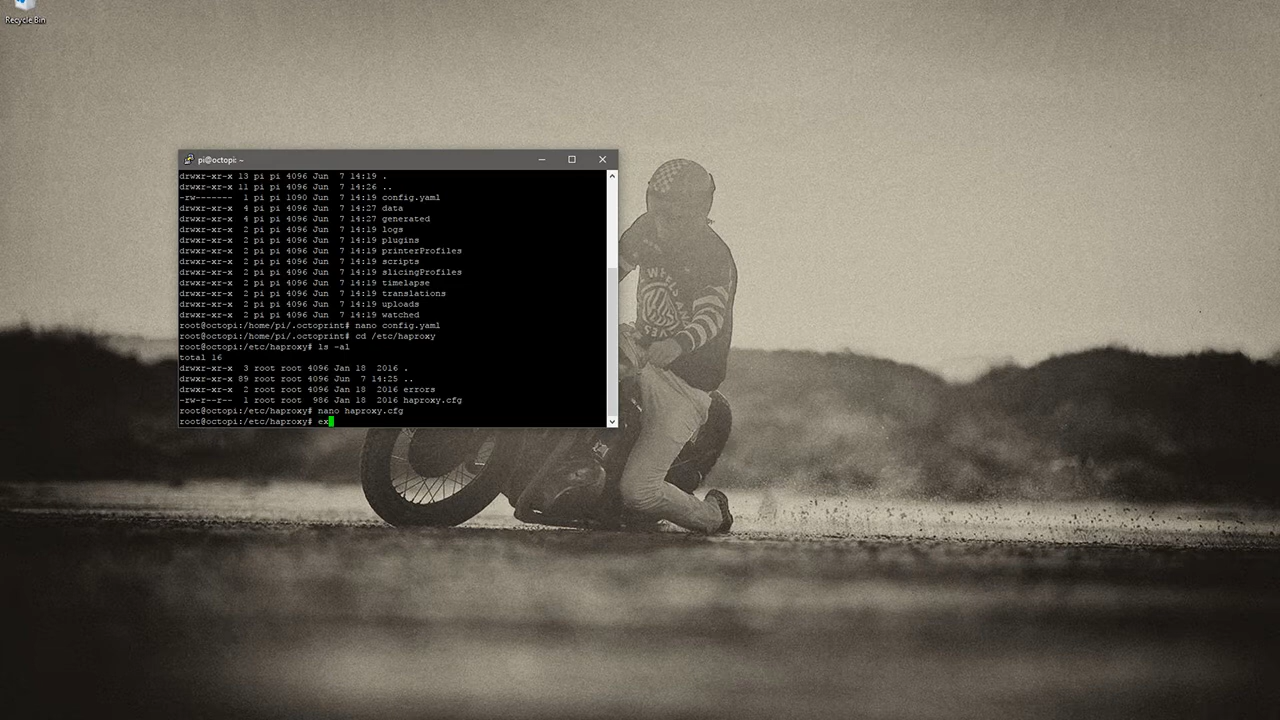 Recycle Bin
pi@octopi: ~
drwxr-xr-x 13 pi pi 4096 Jun  7 14:19 .
drwxr-xr-x 11 pi pi 4096 Jun  7 14:26 ..
-rw-------  1 pi pi 1090 Jun  7 14:19 config.yaml
drwxr-xr-x  4 pi pi 4096 Jun  7 14:27 data
drwxr-xr-x  4 pi pi 4096 Jun  7 14:27 generated
drwxr-xr-x  2 pi pi 4096 Jun  7 14:19 logs
drwxr-xr-x  2 pi pi 4096 Jun  7 14:19 plugins
drwxr-xr-x  2 pi pi 4096 Jun  7 14:19 printerProfiles
drwxr-xr-x  2 pi pi 4096 Jun  7 14:19 scripts
drwxr-xr-x  2 pi pi 4096 Jun  7 14:19 slicingProfiles
drwxr-xr-x  2 pi pi 4096 Jun  7 14:19 timelapse
drwxr-xr-x  2 pi pi 4096 Jun  7 14:19 translations
drwxr-xr-x  2 pi pi 4096 Jun  7 14:19 uploads
drwxr-xr-x  2 pi pi 4096 Jun  7 14:19 watched
root@octopi:/home/pi/.octoprint# nano config.yaml
root@octopi:/home/pi/.octoprint# cd /etc/haproxy
root@octopi:/etc/haproxy# ls -al
total 16
drwxr-xr-x  3 root root 4096 Jan 18  2016 .
drwxr-xr-x 89 root root 4096 Jun  7 14:25 ..
drwxr-xr-x  2 root root 4096 Jan 18  2016 errors
-rw-r--r--  1 root root  986 Jan 18  2016 haproxy.cfg
root@octopi:/etc/haproxy# nano haproxy.cfg
root@octopi:/etc/haproxy# ex